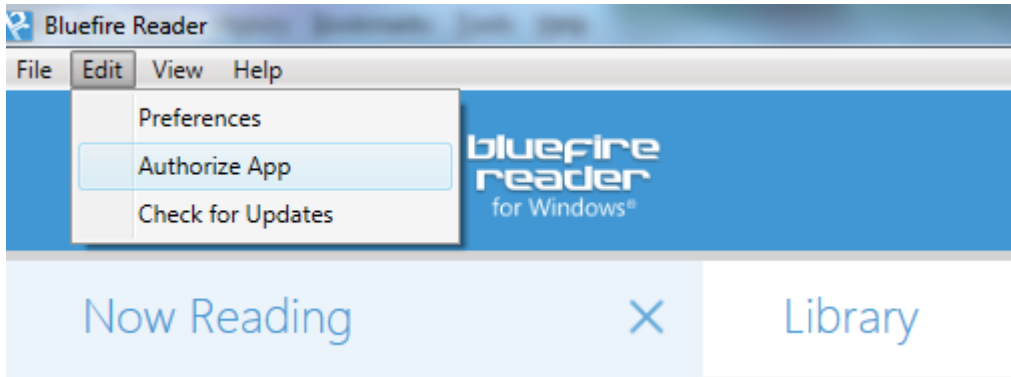 Bluefire Reader
File Edit View Help
Preferences
Authorize App
Check for Updates
bluefire
reader
for Windows®
Now Reading
Library